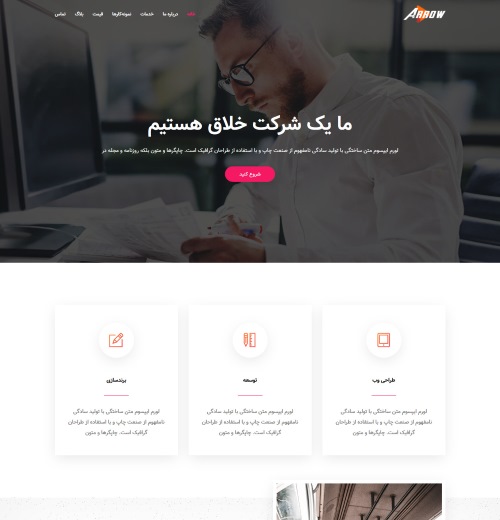 ARROW
خانه درباره ما خدمات نمونه‌کارها قیمت بلاگ تماس
ما یک شرکت خلاق هستیم
لورم ایپسوم متن ساختگی با تولید سادگی نامفهوم از صنعت چاپ و با استفاده از طراحان گرافیک است. چاپگرها و متون بلکه روزنامه و مجله در
شروع کنید
طراحی وب
لورم ایپسوم متن ساختگی با تولید سادگی
نامفهوم از صنعت چاپ و با استفاده از طراحان
گرافیک است. چاپگرها و متون
توسعه
لورم ایپسوم متن ساختگی با تولید سادگی
نامفهوم از صنعت چاپ و با استفاده از طراحان
گرافیک است. چاپگرها و متون
برندسازی
لورم ایپسوم متن ساختگی با تولید سادگی
نامفهوم از صنعت چاپ و با استفاده از طراحان
گرافیک است. چاپگرها و متون